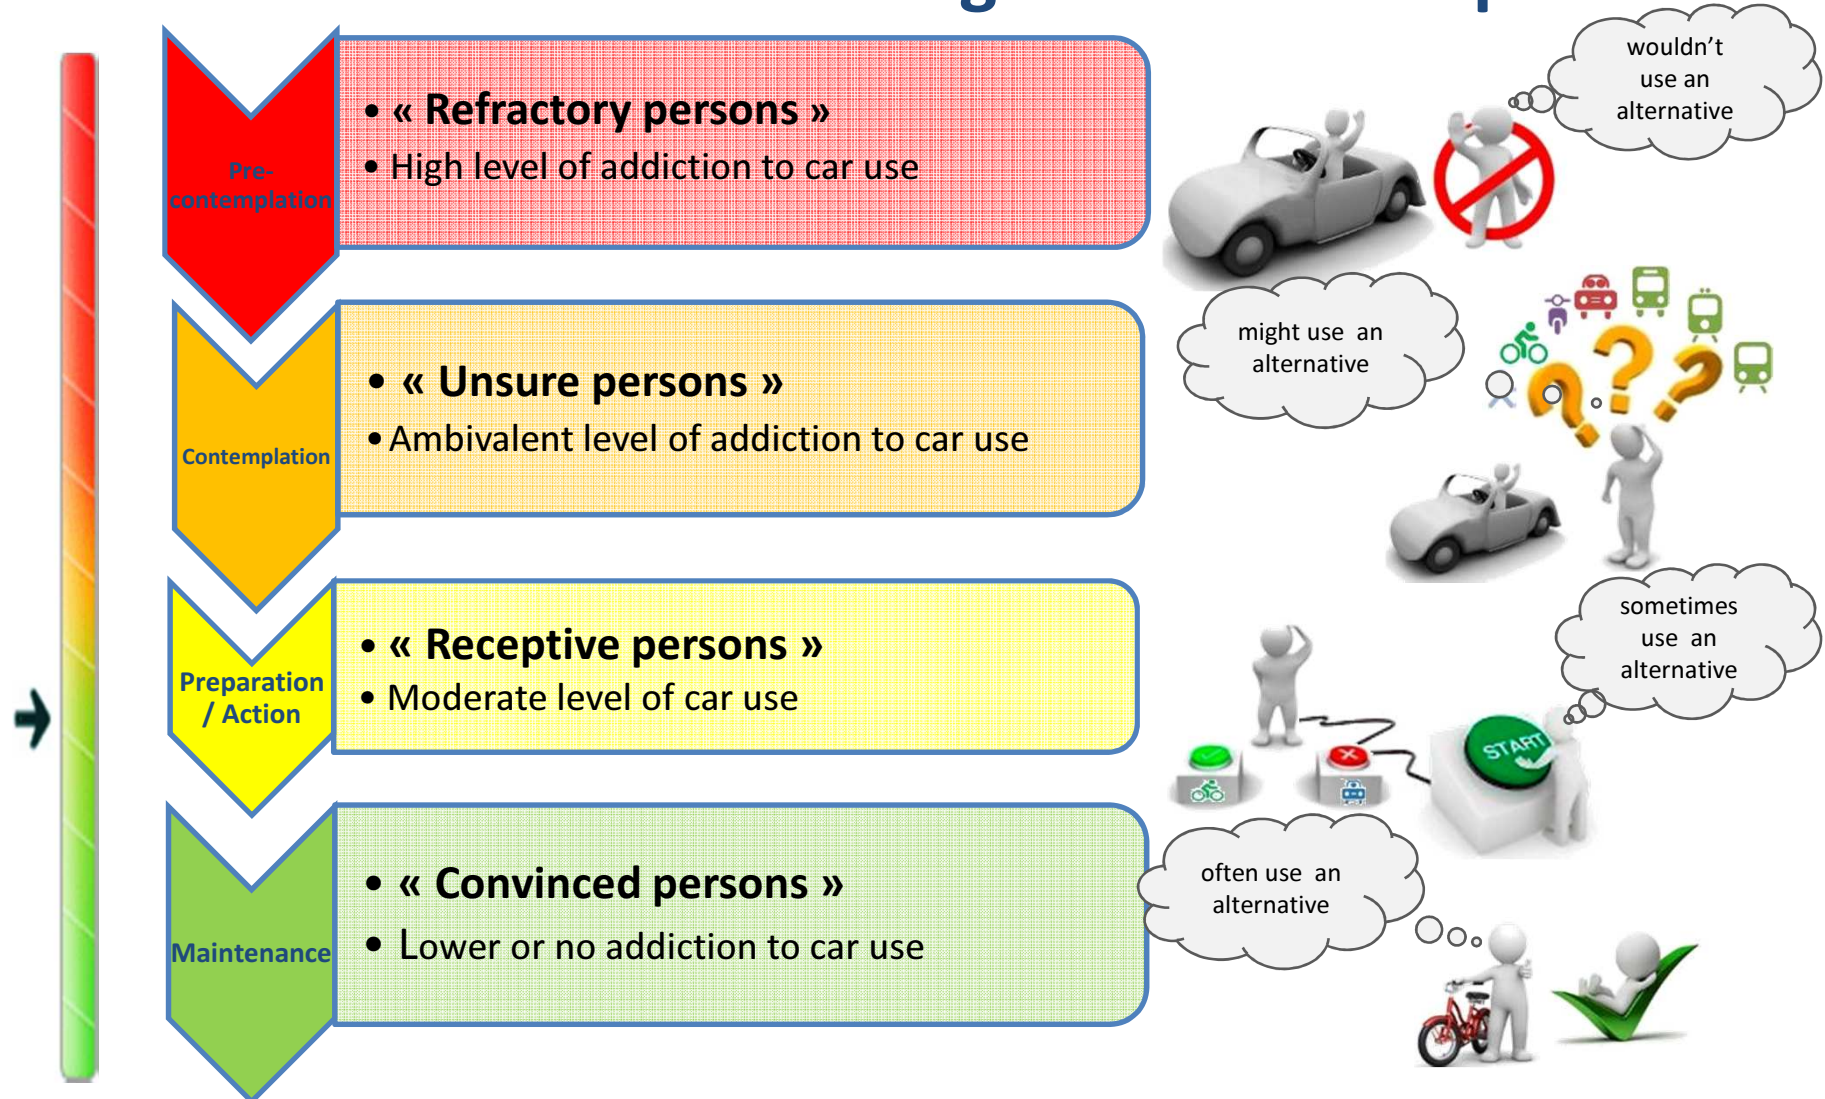 Pre-
contemplation
• « Refractory persons »
• High level of addiction to car use
wouldn’t
use an
alternative
Contemplation
• « Unsure persons »
• Ambivalent level of addiction to car use
might use an
alternative
Preparation
/ Action
• « Receptive persons »
• Moderate level of car use
sometimes
use an
alternative
START
Maintenance
• « Convinced persons »
• Lower or no addiction to car use
often use an
alternative